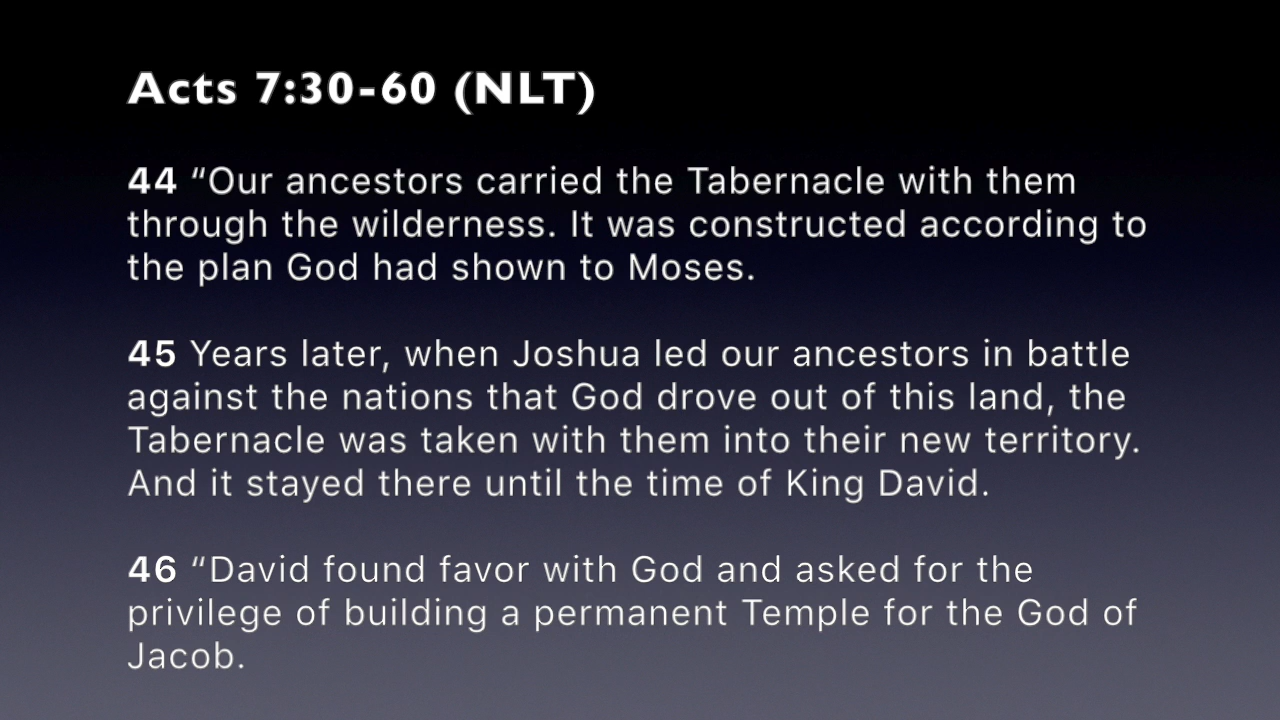 Acts 7:30-60 (NLT)
44 “Our ancestors carried the Tabernacle with them
through the wilderness. It was constructed according to
the plan God had shown to Moses.
45 Years later, when Joshua led our ancestors in battle
against the nations that God drove out of this land, the
Tabernacle was taken with them into their new territory.
And it stayed there until the time of King David.
46 “David found favor with God and asked for the
privilege of building a permanent Temple for the God of
Jacob.